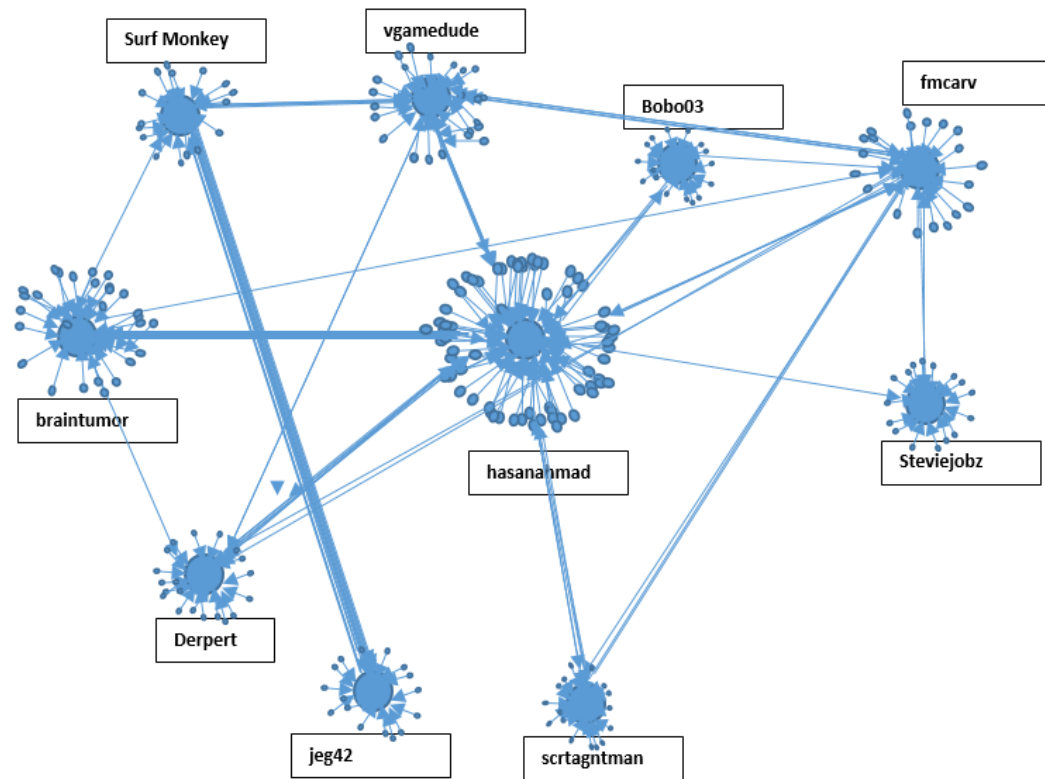 Surf Monkey
vgamedude
Bobo03
fmcarv
braintumor
hasanahmad
Steviejobz
Derpert
jeg42
scrtagntman